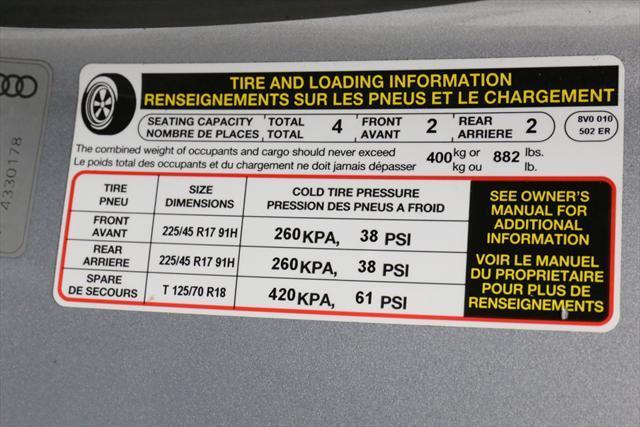 4330178
TIRE AND LOADING INFORMATION
RENSEIGNEMENTS SUR LES PNEUS ET LE CHARGEMENT
SEATING CAPACITY TOTAL 4 FRONT 2 REAR 2
NOMBRE DE PLACES TOTAL AVANT ARRIERE
8V0 010
502 ER
The combined weight of occupants and cargo should never exceed 400 kg or 882 lbs.
Le poids total des occupants et du chargement ne doit jamais dépasser kg ou lb.
TIRE SIZE COLD TIRE PRESSURE
PNEU DIMENSIONS PRESSION DES PNEUS A FROID
FRONT
AVANT 225/45 R17 91H 260 KPA, 38 PSI
REAR
ARRIERE 225/45 R17 91H 260 KPA, 38 PSI
SPARE
DE SECOURS T 125/70 R18 420 KPA, 61 PSI
SEE OWNER'S
MANUAL FOR
ADDITIONAL
INFORMATION
VOIR LE MANUEL
DU PROPRIETAIRE
POUR PLUS DE
RENSEIGNEMENTS